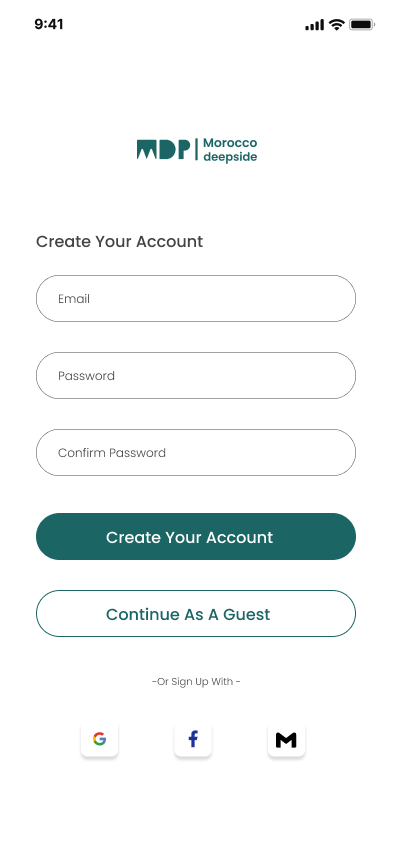 9:41
MDP
Morocco
deepside
Create Your Account
Email
Password
Confirm Password
Create Your Account
Continue As A Guest
-Or Sign Up With -
G
f
M